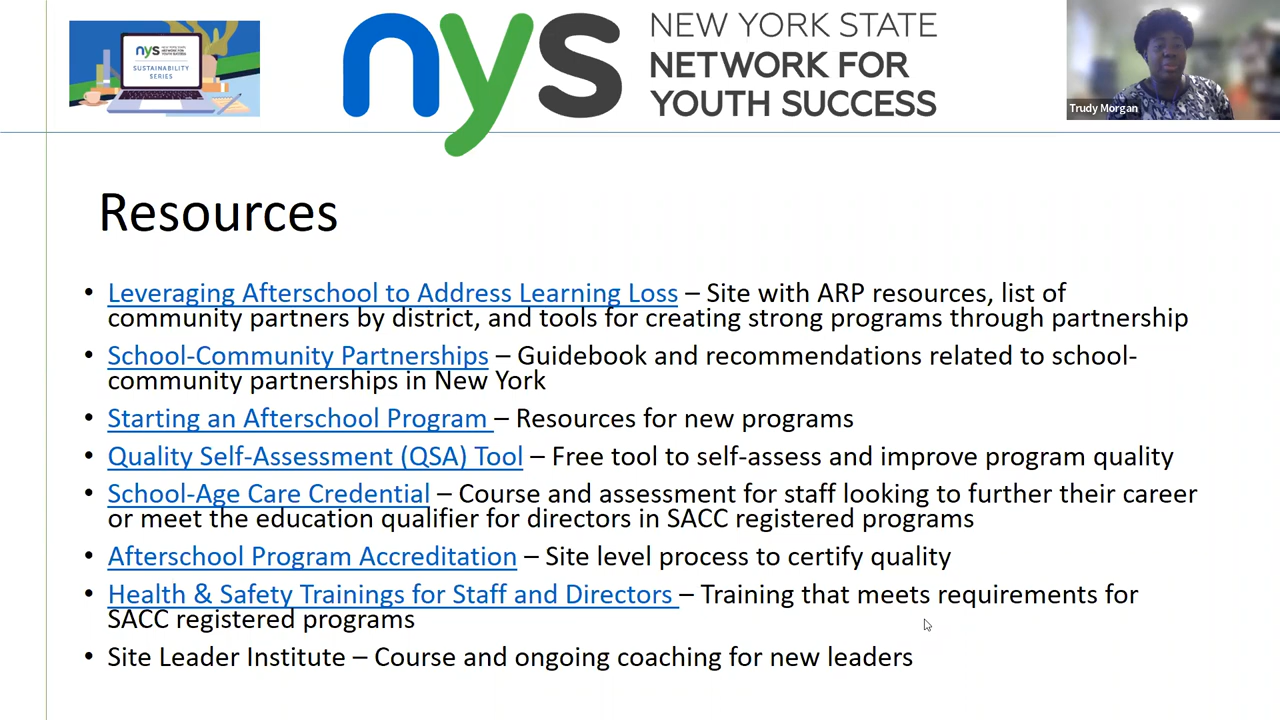 nys NEW YORK STATE NETWORK FOR YOUTH SUCCESS
SUSTAINABILITY
SERIES
nys
NEW YORK STATE
NETWORK FOR
YOUTH SUCCESS
Trudy Morgan
Resources
• Leveraging Afterschool to Address Learning Loss – Site with ARP resources, list of
community partners by district, and tools for creating strong programs through partnership
• School-Community Partnerships – Guidebook and recommendations related to school-
community partnerships in New York
• Starting an Afterschool Program – Resources for new programs
• Quality Self-Assessment (QSA) Tool – Free tool to self-assess and improve program quality
• School-Age Care Credential – Course and assessment for staff looking to further their career
or meet the education qualifier for directors in SACC registered programs
• Afterschool Program Accreditation – Site level process to certify quality
• Health & Safety Trainings for Staff and Directors – Training that meets requirements for
SACC registered programs
• Site Leader Institute – Course and ongoing coaching for new leaders